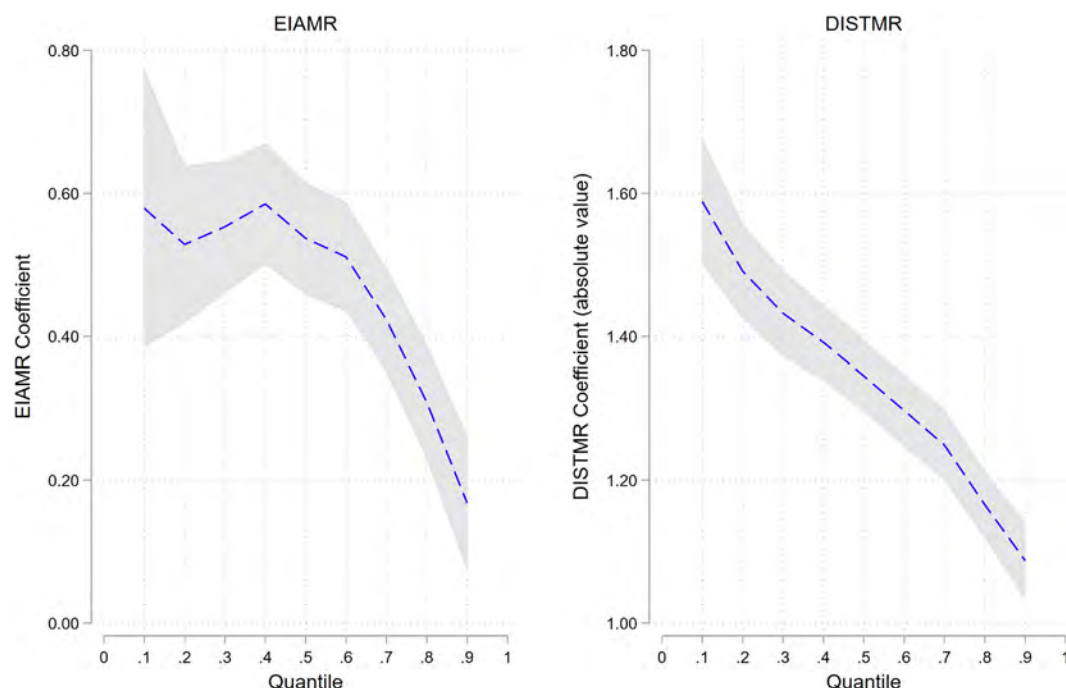 EIAMR
EIAMR Coefficient
0.80
0.60
0.40
0.20
0.00
0 .1 .2 .3 .4 .5 .6 .7 .8 .9 1
Quantile
DISTMR
DISTMR Coefficient (absolute value)
1.80
1.60
1.40
1.20
1.00
0 .1 .2 .3 .4 .5 .6 .7 .8 .9 1
Quantile